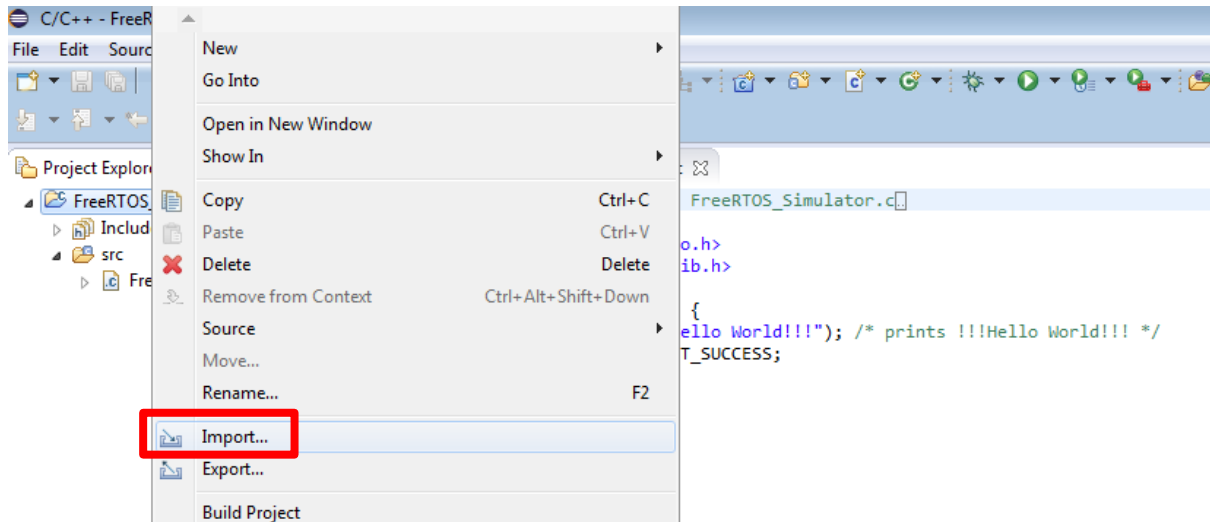 C/C++ - FreeR
File Edit Sourc
New
Go Into
Open in New Window
Show In
Project Explore
FreeRTOS_
Includ
src
Fre
Copy Ctrl+C
Paste Ctrl+V
Delete Delete
Remove from Context Ctrl+Alt+Shift+Down
Source
Move...
Rename... F2
Import...
Export...
Build Project
FreeRTOS_Simulator.c
o.h>
ib.h>
{
ello World!!!"); /* prints !!!Hello World!!! */
T_SUCCESS;